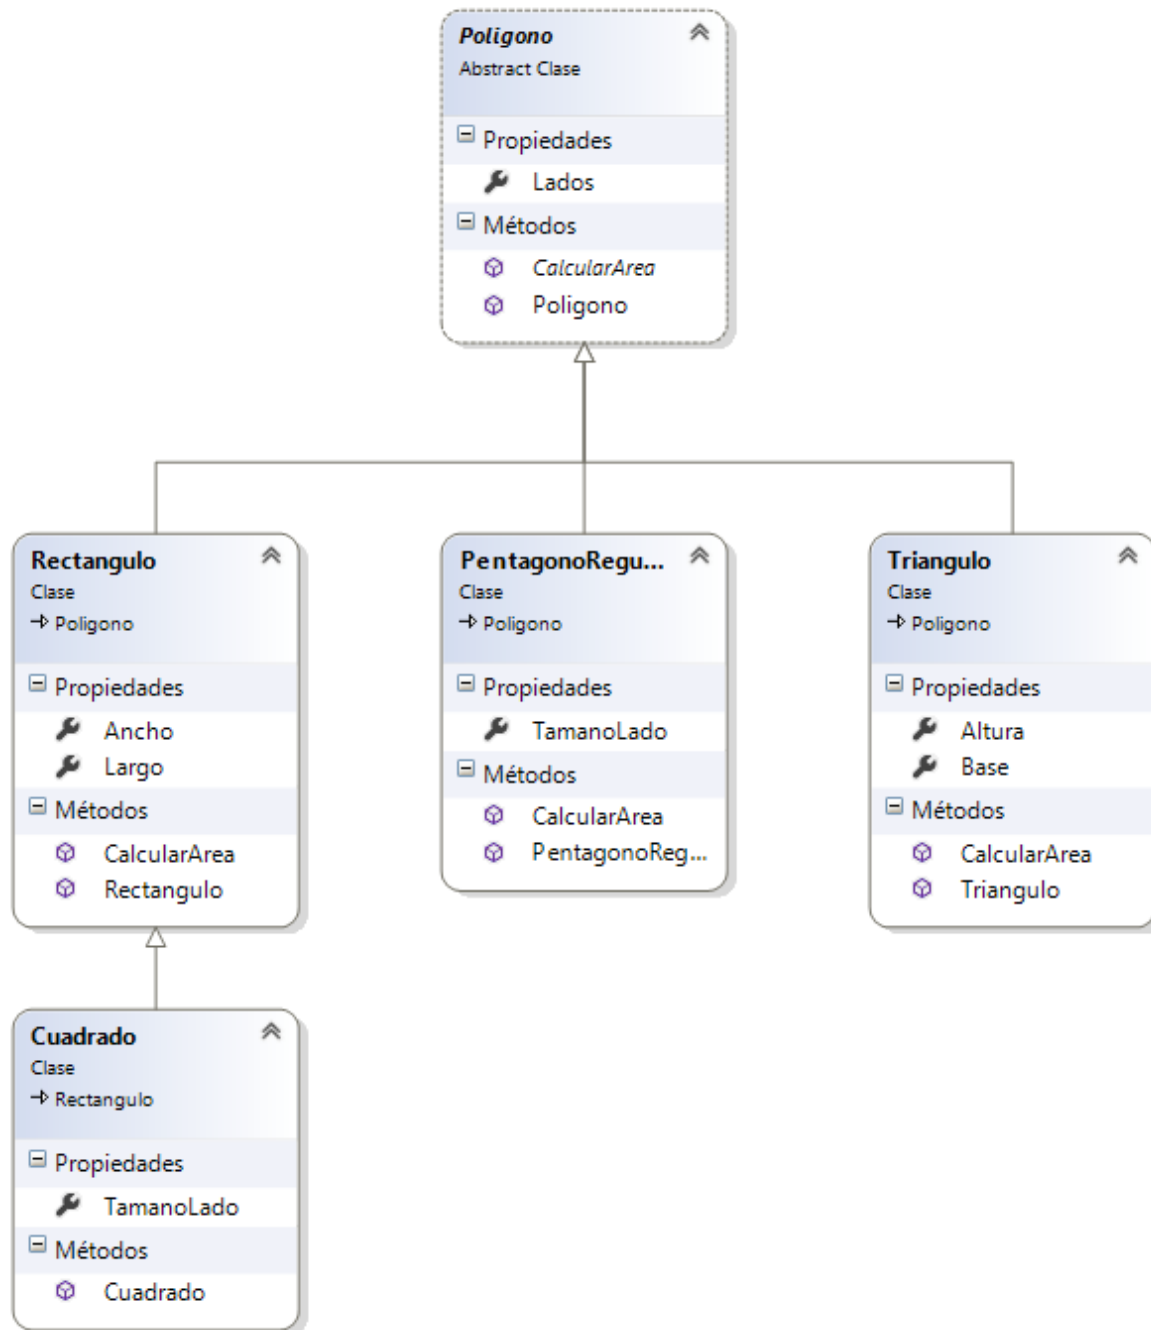 Poligono
Abstract Clase
Propiedades
Lados
Métodos
CalcularArea
Poligono
Rectangulo
Clase
Poligono
Propiedades
Ancho
Largo
Métodos
CalcularArea
Rectangulo
PentagonoRegu...
Clase
Poligono
Propiedades
TamanoLado
Métodos
CalcularArea
PentagonoReg...
Triangulo
Clase
Poligono
Propiedades
Altura
Base
Métodos
CalcularArea
Triangulo
Cuadrado
Clase
Rectangulo
Propiedades
TamanoLado
Métodos
Cuadrado